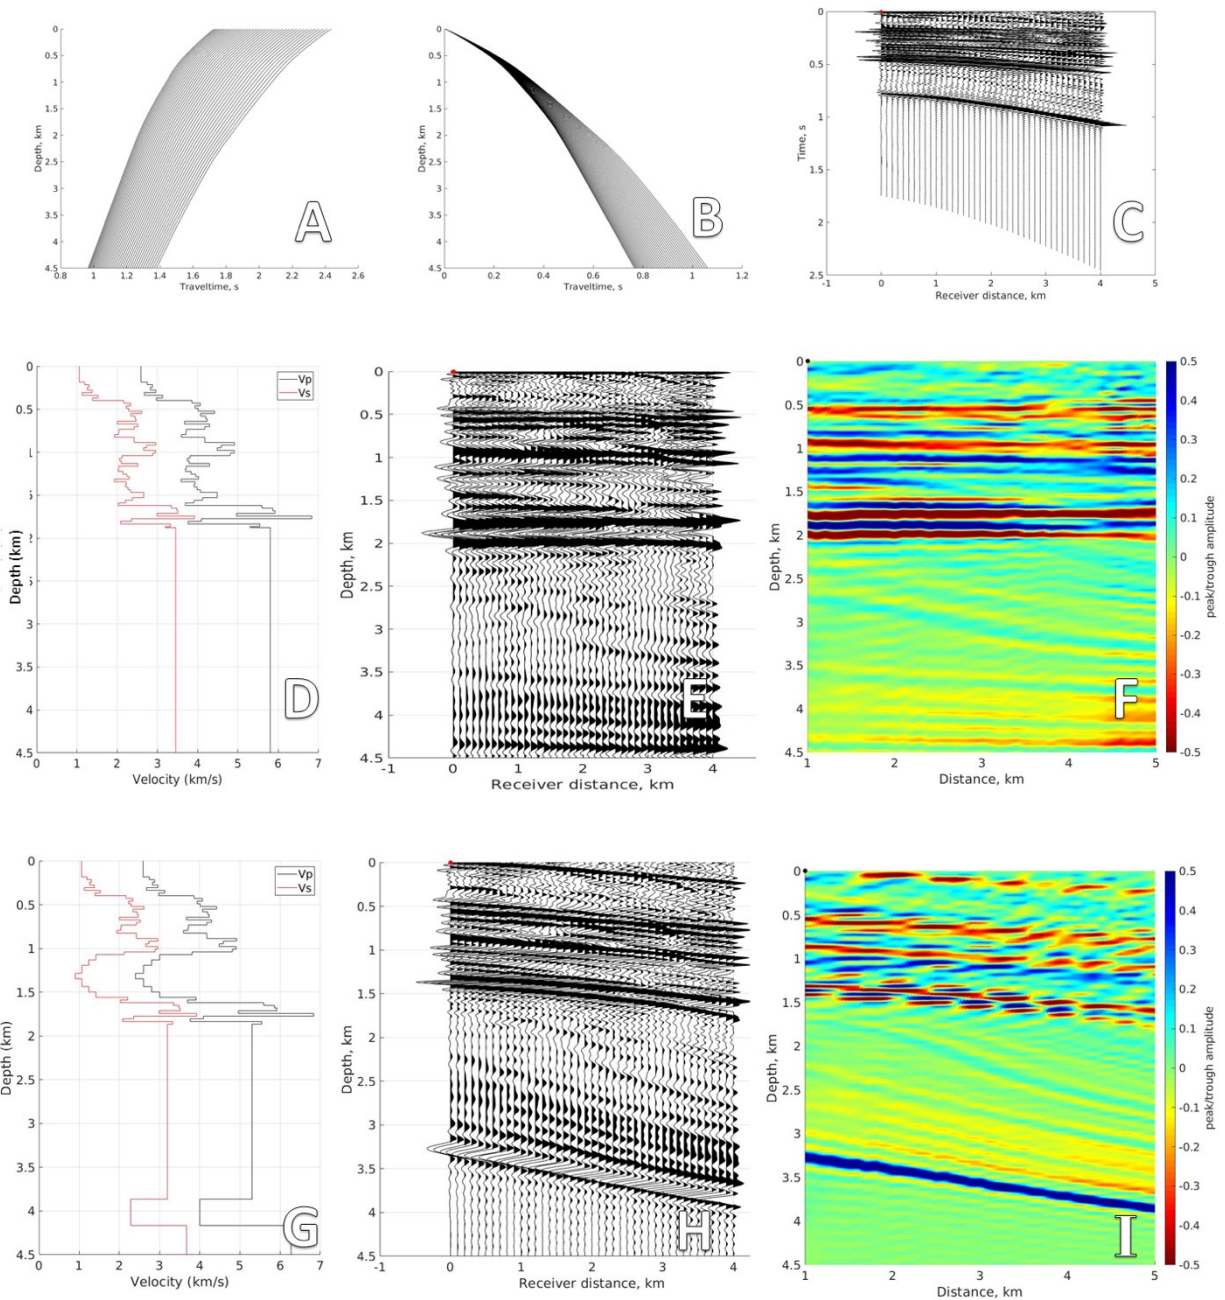 0
0.5
1
1.5
2
2.5
3
3.5
4
4.5
Depth, km
0.8 1 1.2 1.4 1.6 1.8 2 2.2 2.4 2.6
Traveltime, s
A
0
0.5
1
1.5
2
2.5
3
3.5
4
4.5
Depth, km
0 0.2 0.4 0.6 0.8 1 1.2
Traveltime, s
B
0
0.5
1
1.5
2
2.5
Time, s
-1 0 1 2 3 4 5
Receiver distance, km
C
Vp
Vs
0
0.5
1
5
2
5
3
3.5
4
4.5
Depth (km)
0 1 2 3 4 5 6 7
Velocity (km/s)
D
0
0.5
1
1.5
2
2.5
3
3.5
4
4.5
Depth, km
-1 0 1 2 3 4
Receiver distance, km
E
0
0.5
1
1.5
2
2.5
3
3.5
4
4.5
Depth, km
1 2 3 4 5
Distance, km
F
0.5
0.4
0.3
0.2
0.1
0
-0.1
-0.2
-0.3
-0.4
-0.5
peak/trough amplitude
Vp
Vs
0
0.5
1
1.5
2
2.5
3
3.5
4
4.5
Depth (km)
0 1 2 3 4 5 6 7
Velocity (km/s)
G
0
0.5
1
1.5
2
2.5
3
3.5
4
4.5
Depth, km
-1 0 1 2 3 4
Receiver distance, km
H
0
0.5
1
1.5
2
2.5
3
3.5
4
4.5
Depth, km
1 2 3 4 5
Distance, km
I
0.5
0.4
0.3
0.2
0.1
0
-0.1
-0.2
-0.3
-0.4
-0.5
peak/trough amplitude